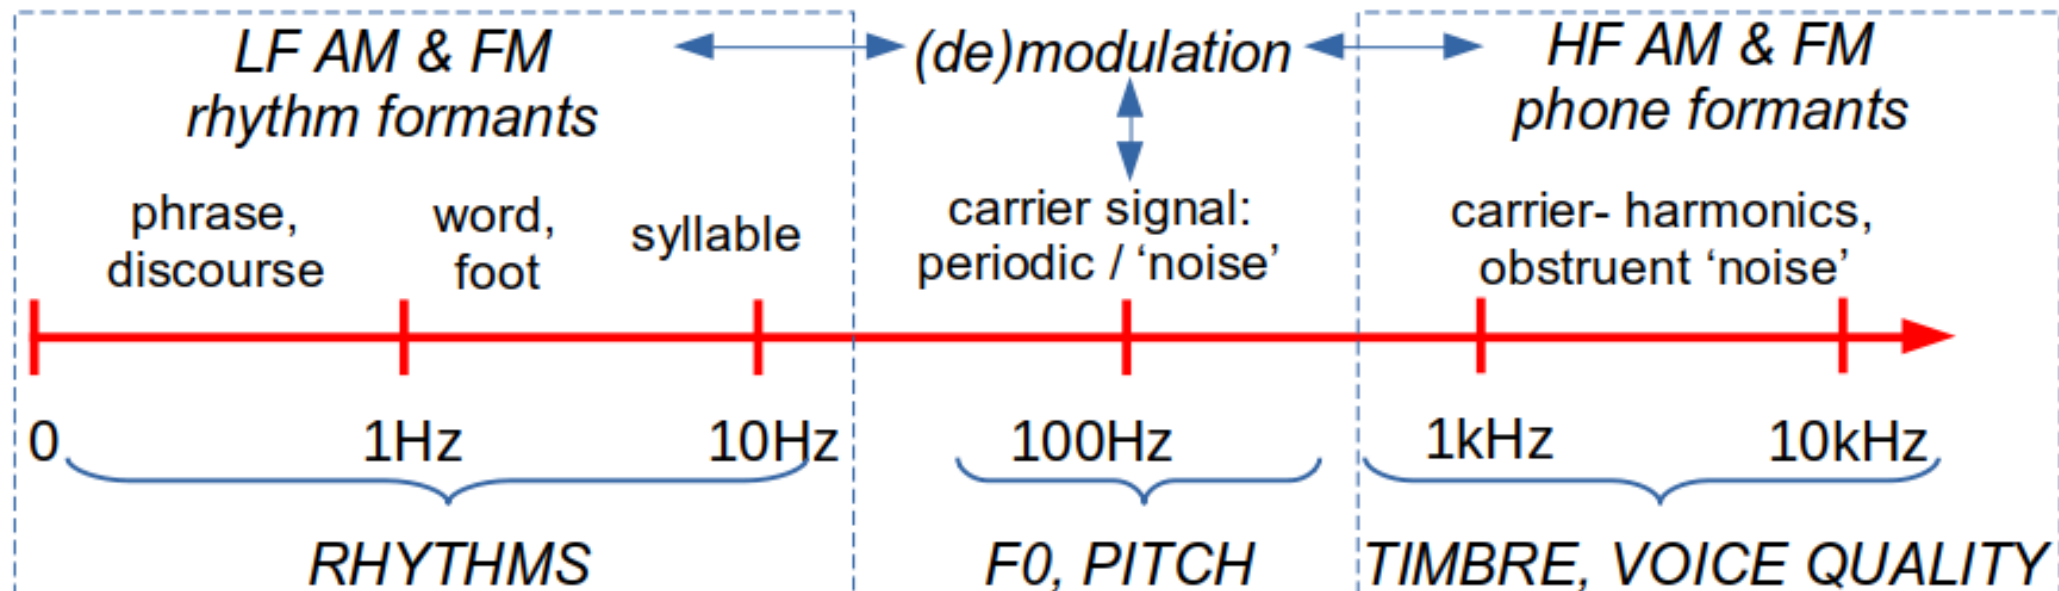 LF AM & FM
rhythm formants
(de)modulation
HF AM & FM
phone formants
phrase,
discourse
word,
foot
syllable
carrier signal:
periodic / ‘noise’
carrier- harmonics,
obstruent ‘noise’
0
1Hz
10Hz
100Hz
1kHz
10kHz
RHYTHMS
F0, PITCH
TIMBRE, VOICE QUALITY